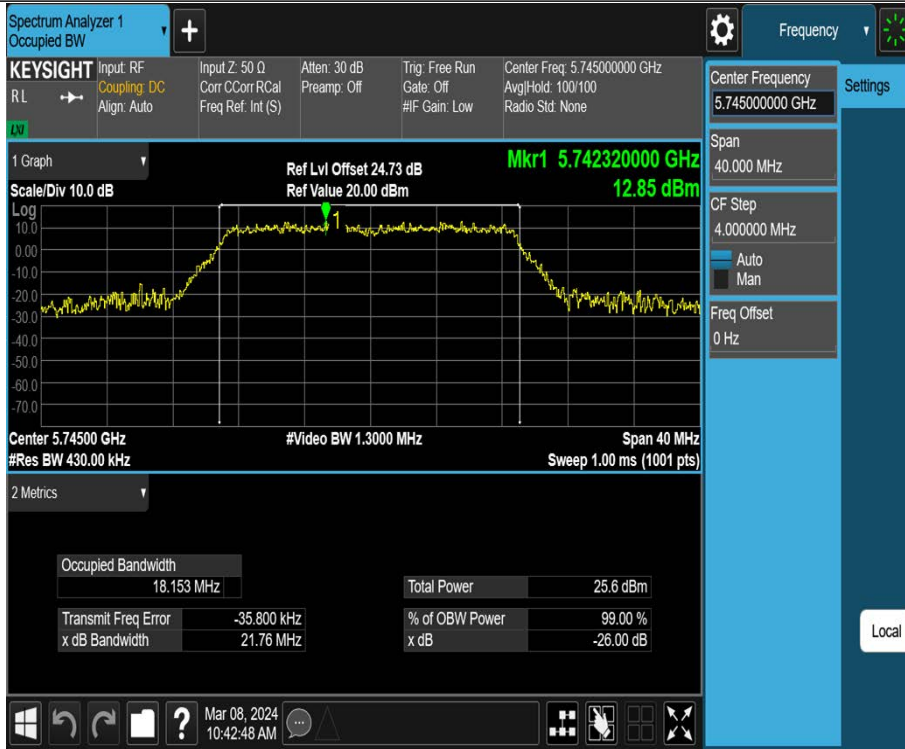 Spectrum Analyzer 1
Occupied BW
+
Frequency
KEYSIGHT
R L
LXI
Input: RF
Coupling: DC
Align: Auto
Input Z: 50 Ω
Corr CCorr RCal
Freq Ref: Int (S)
Atten: 30 dB
Preamp: Off
Trig: Free Run
Gate: Off
#IF Gain: Low
Center Freq: 5.745000000 GHz
Avg|Hold: 100/100
Radio Std: None
Center Frequency
5.745000000 GHz
Settings
Span
40.000 MHz
CF Step
4.000000 MHz
Auto
Man
Freq Offset
0 Hz
Local
1 Graph
Scale/Div 10.0 dB
Ref Lvl Offset 24.73 dB
Ref Value 20.00 dBm
Mkr1 5.742320000 GHz
12.85 dBm
Log
1
10.0
0.00
-10.0
-20.0
-30.0
-40.0
-50.0
-60.0
-70.0
Center 5.74500 GHz
#Video BW 1.3000 MHz
Span 40 MHz
#Res BW 430.00 kHz
Sweep 1.00 ms (1001 pts)
2 Metrics
Occupied Bandwidth
18.153 MHz
Total Power 25.6 dBm
Transmit Freq Error -35.800 kHz
% of OBW Power 99.00 %
x dB Bandwidth 21.76 MHz
x dB -26.00 dB
?
Mar 08, 2024
10:42:48 AM